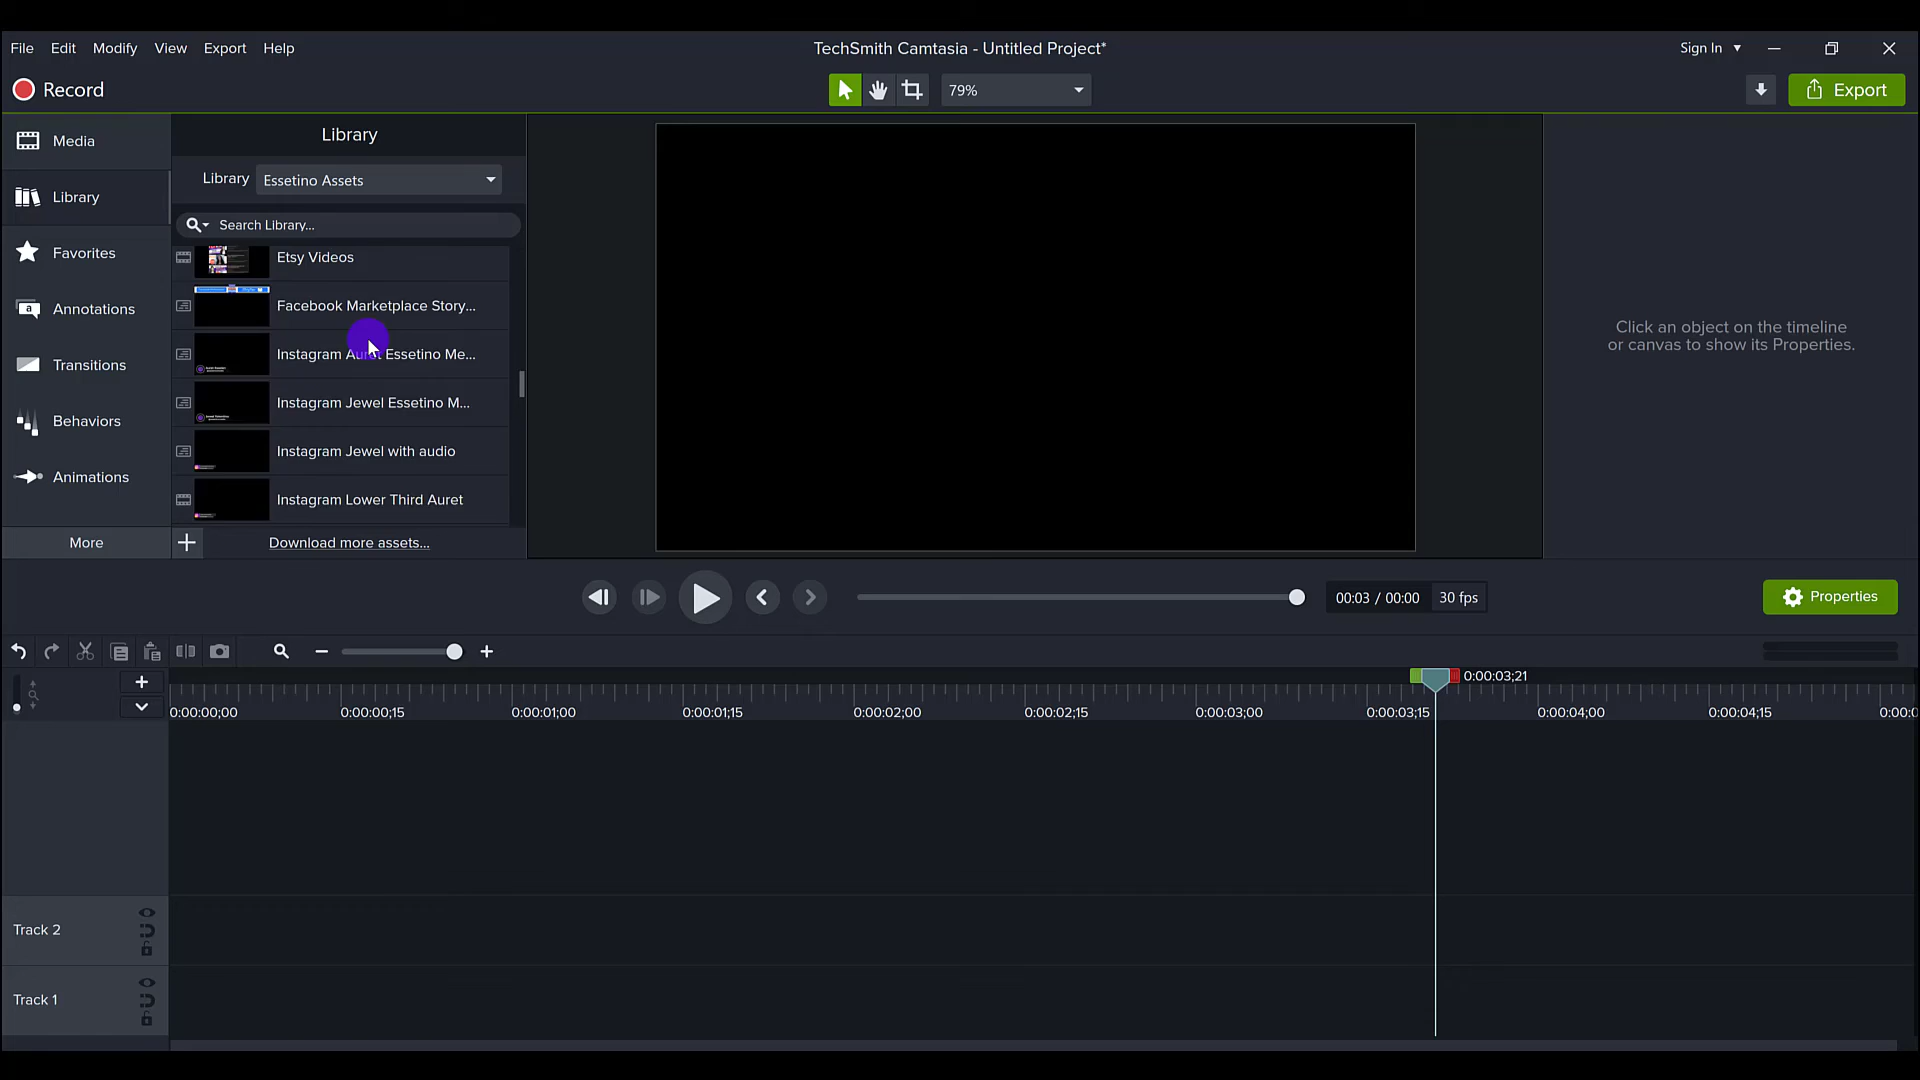 File Edit Modify View Export Help
TechSmith Camtasia - Untitled Project*
Sign In
Record
79%
Export
Media
Library
Favorites
Annotations
Transitions
Behaviors
Animations
More
Library
Library Essetino Assets
Search Library...
Etsy Videos
Facebook Marketplace Story...
Instagram Auret Essetino Me...
Instagram Jewel Essetino M...
Instagram Jewel with audio
Instagram Lower Third Auret
Download more assets...
Click an object on the timeline
or canvas to show its Properties.
00:03 / 00:00 30 fps
Properties
0:00:03;21
0:00:00;00 0:00:00;15 0:00:01;00 0:00:01;15 0:00:02;00 0:00:02;15 0:00:03;00 0:00:03;15 0:00:04;00 0:00:04;15 0:00:0
Track 2
Track 1